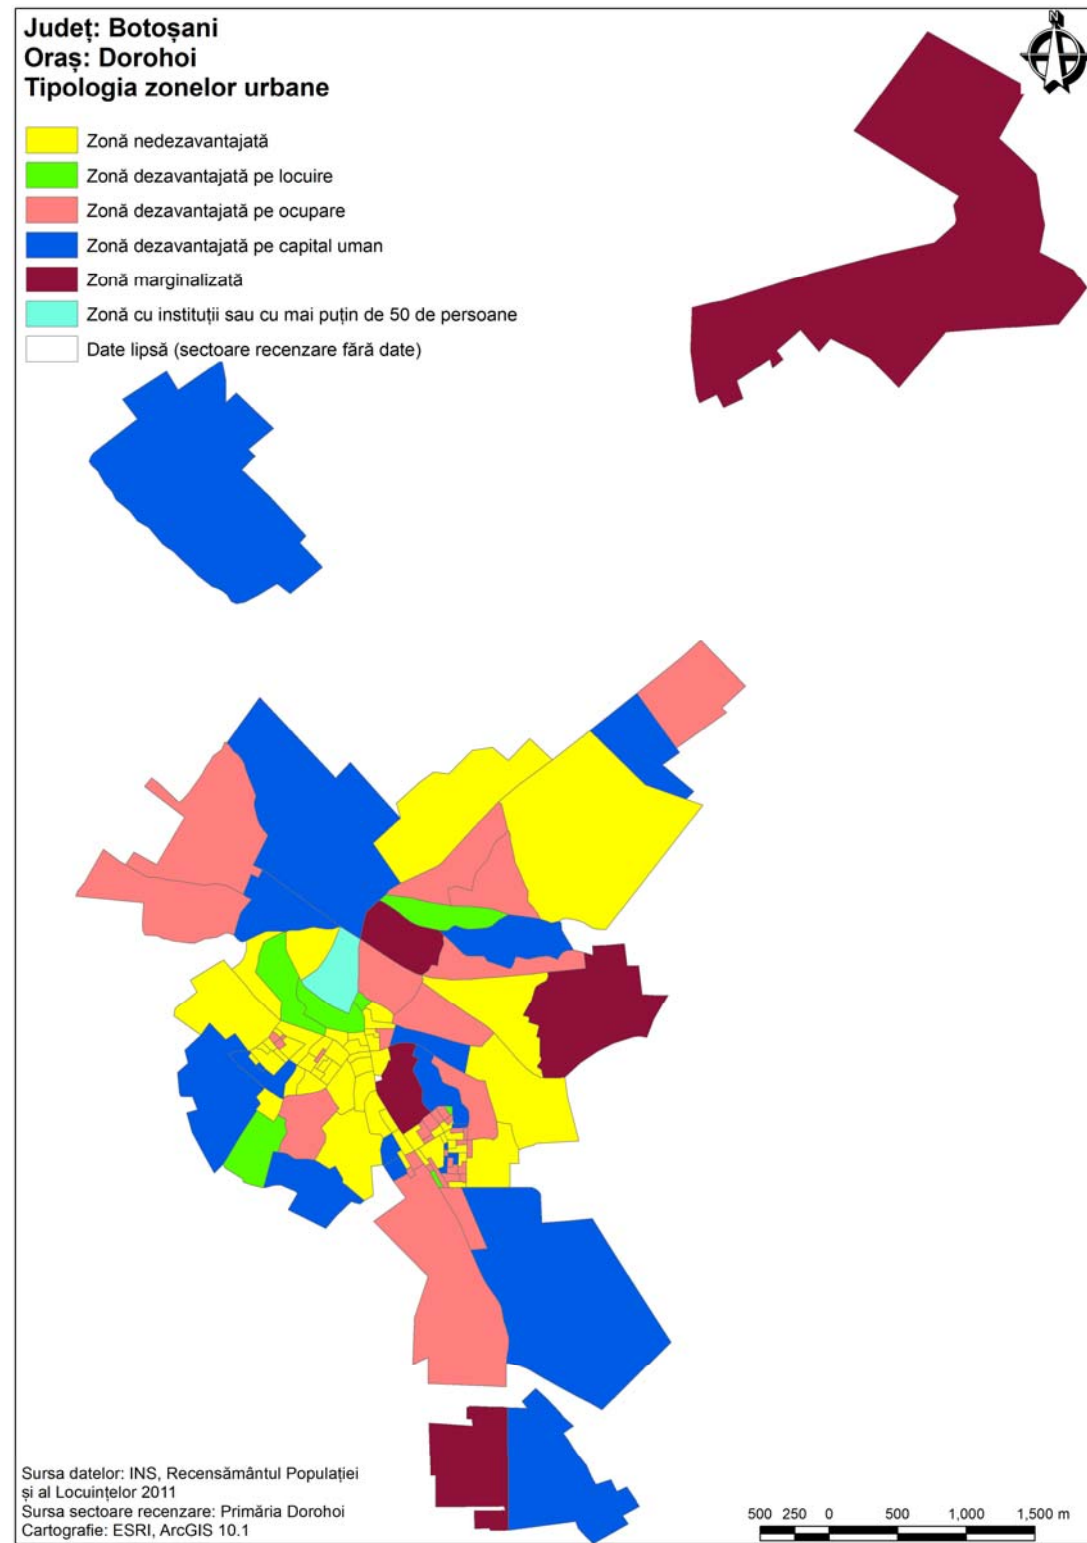 Județ: Botoșani
Oraș: Dorohoi
Tipologia zonelor urbane
N
Zonă nedezavantajată
Zonă dezavantajată pe locuire
Zonă dezavantajată pe ocupare
Zonă dezavantajată pe capital uman
Zonă marginalizată
Zonă cu instituții sau cu mai puțin de 50 de persoane
Date lipsă (sectoare recenzare fără date)
Sursa datelor: INS, Recensământul Populației
și al Locuințelor 2011
Sursa sectoare recenzare: Primăria Dorohoi
Cartografie: ESRI, ArcGIS 10.1
500 250 0 500 1,000 1,500 m